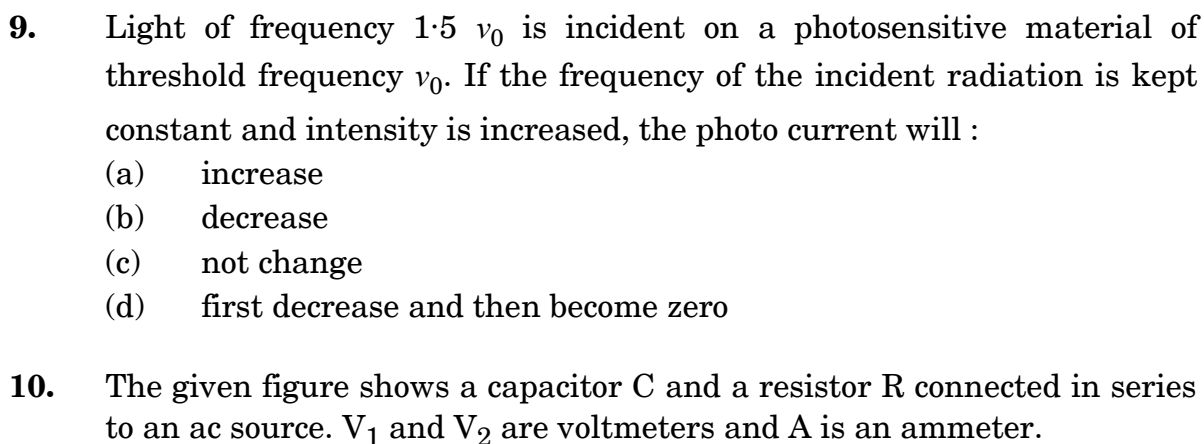 9. Light of frequency 1·5 v₀ is incident on a photosensitive material of
threshold frequency v₀. If the frequency of the incident radiation is kept
constant and intensity is increased, the photo current will :
(a) increase
(b) decrease
(c) not change
(d) first decrease and then become zero
10. The given figure shows a capacitor C and a resistor R connected in series
to an ac source. V₁ and V₂ are voltmeters and A is an ammeter.